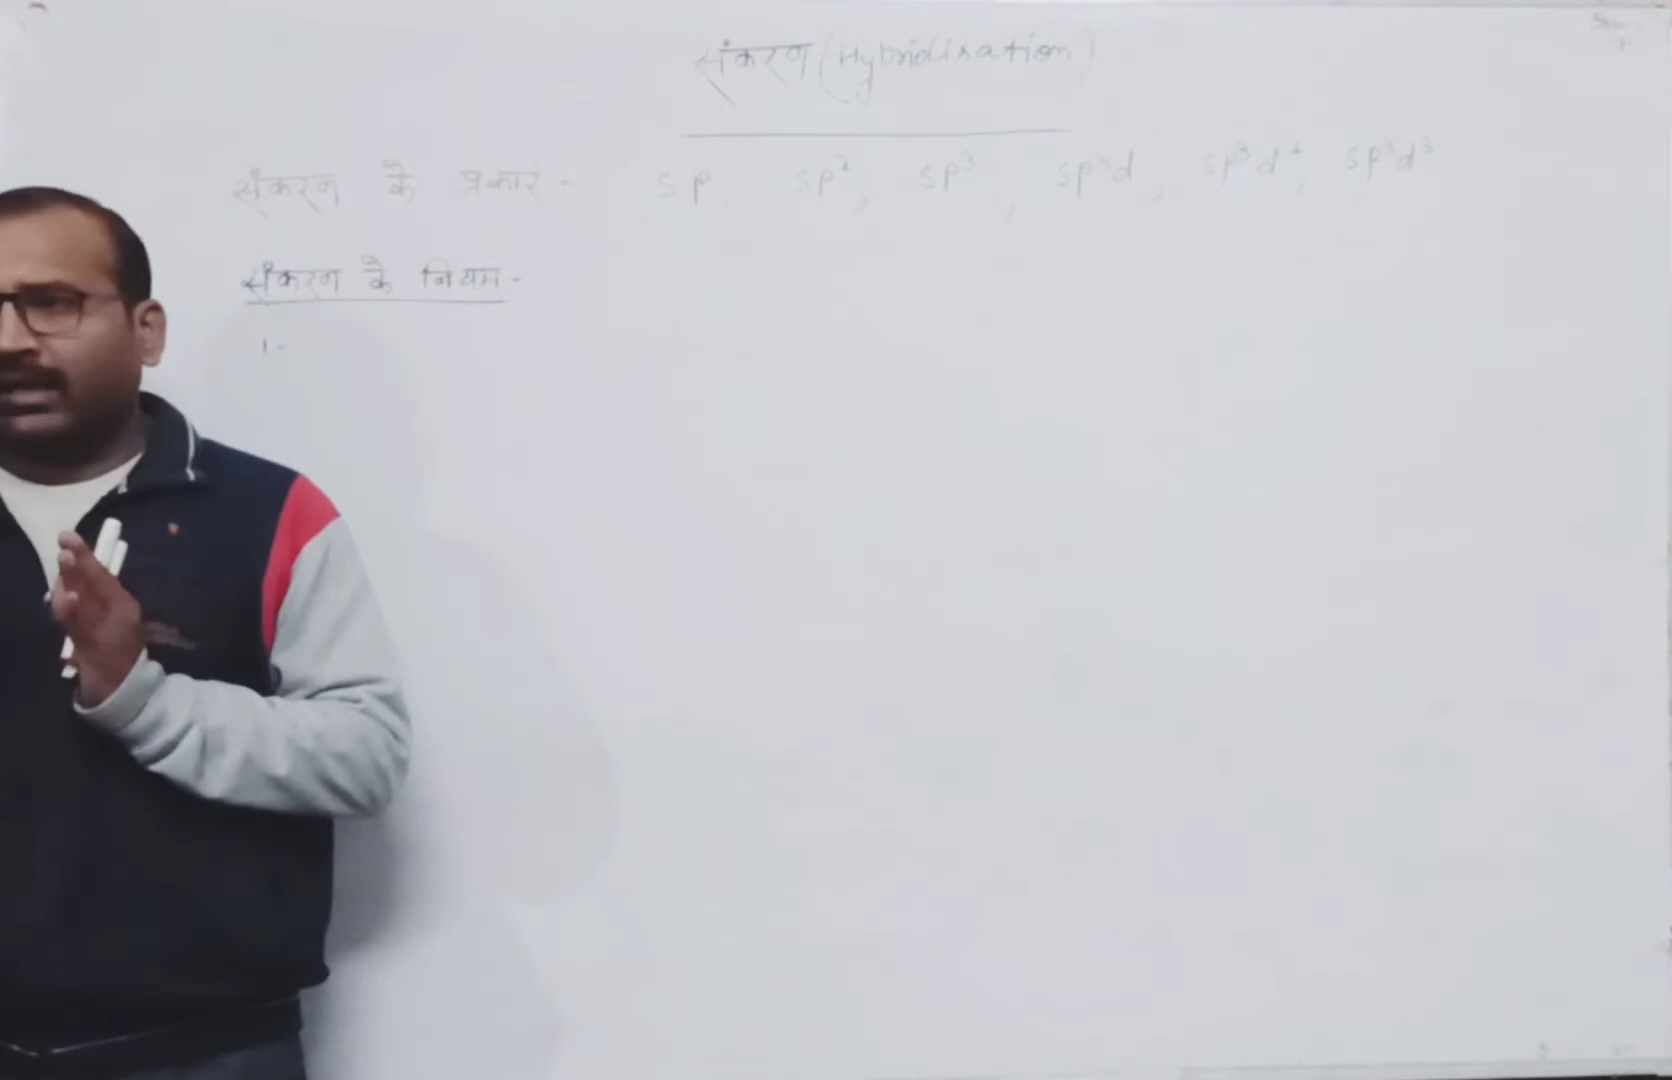 संकरण (Hybridisation)
संकरण के प्रकार - sp, sp², sp³, sp³d, sp³d², sp³d³
संकरण के नियम -
1-